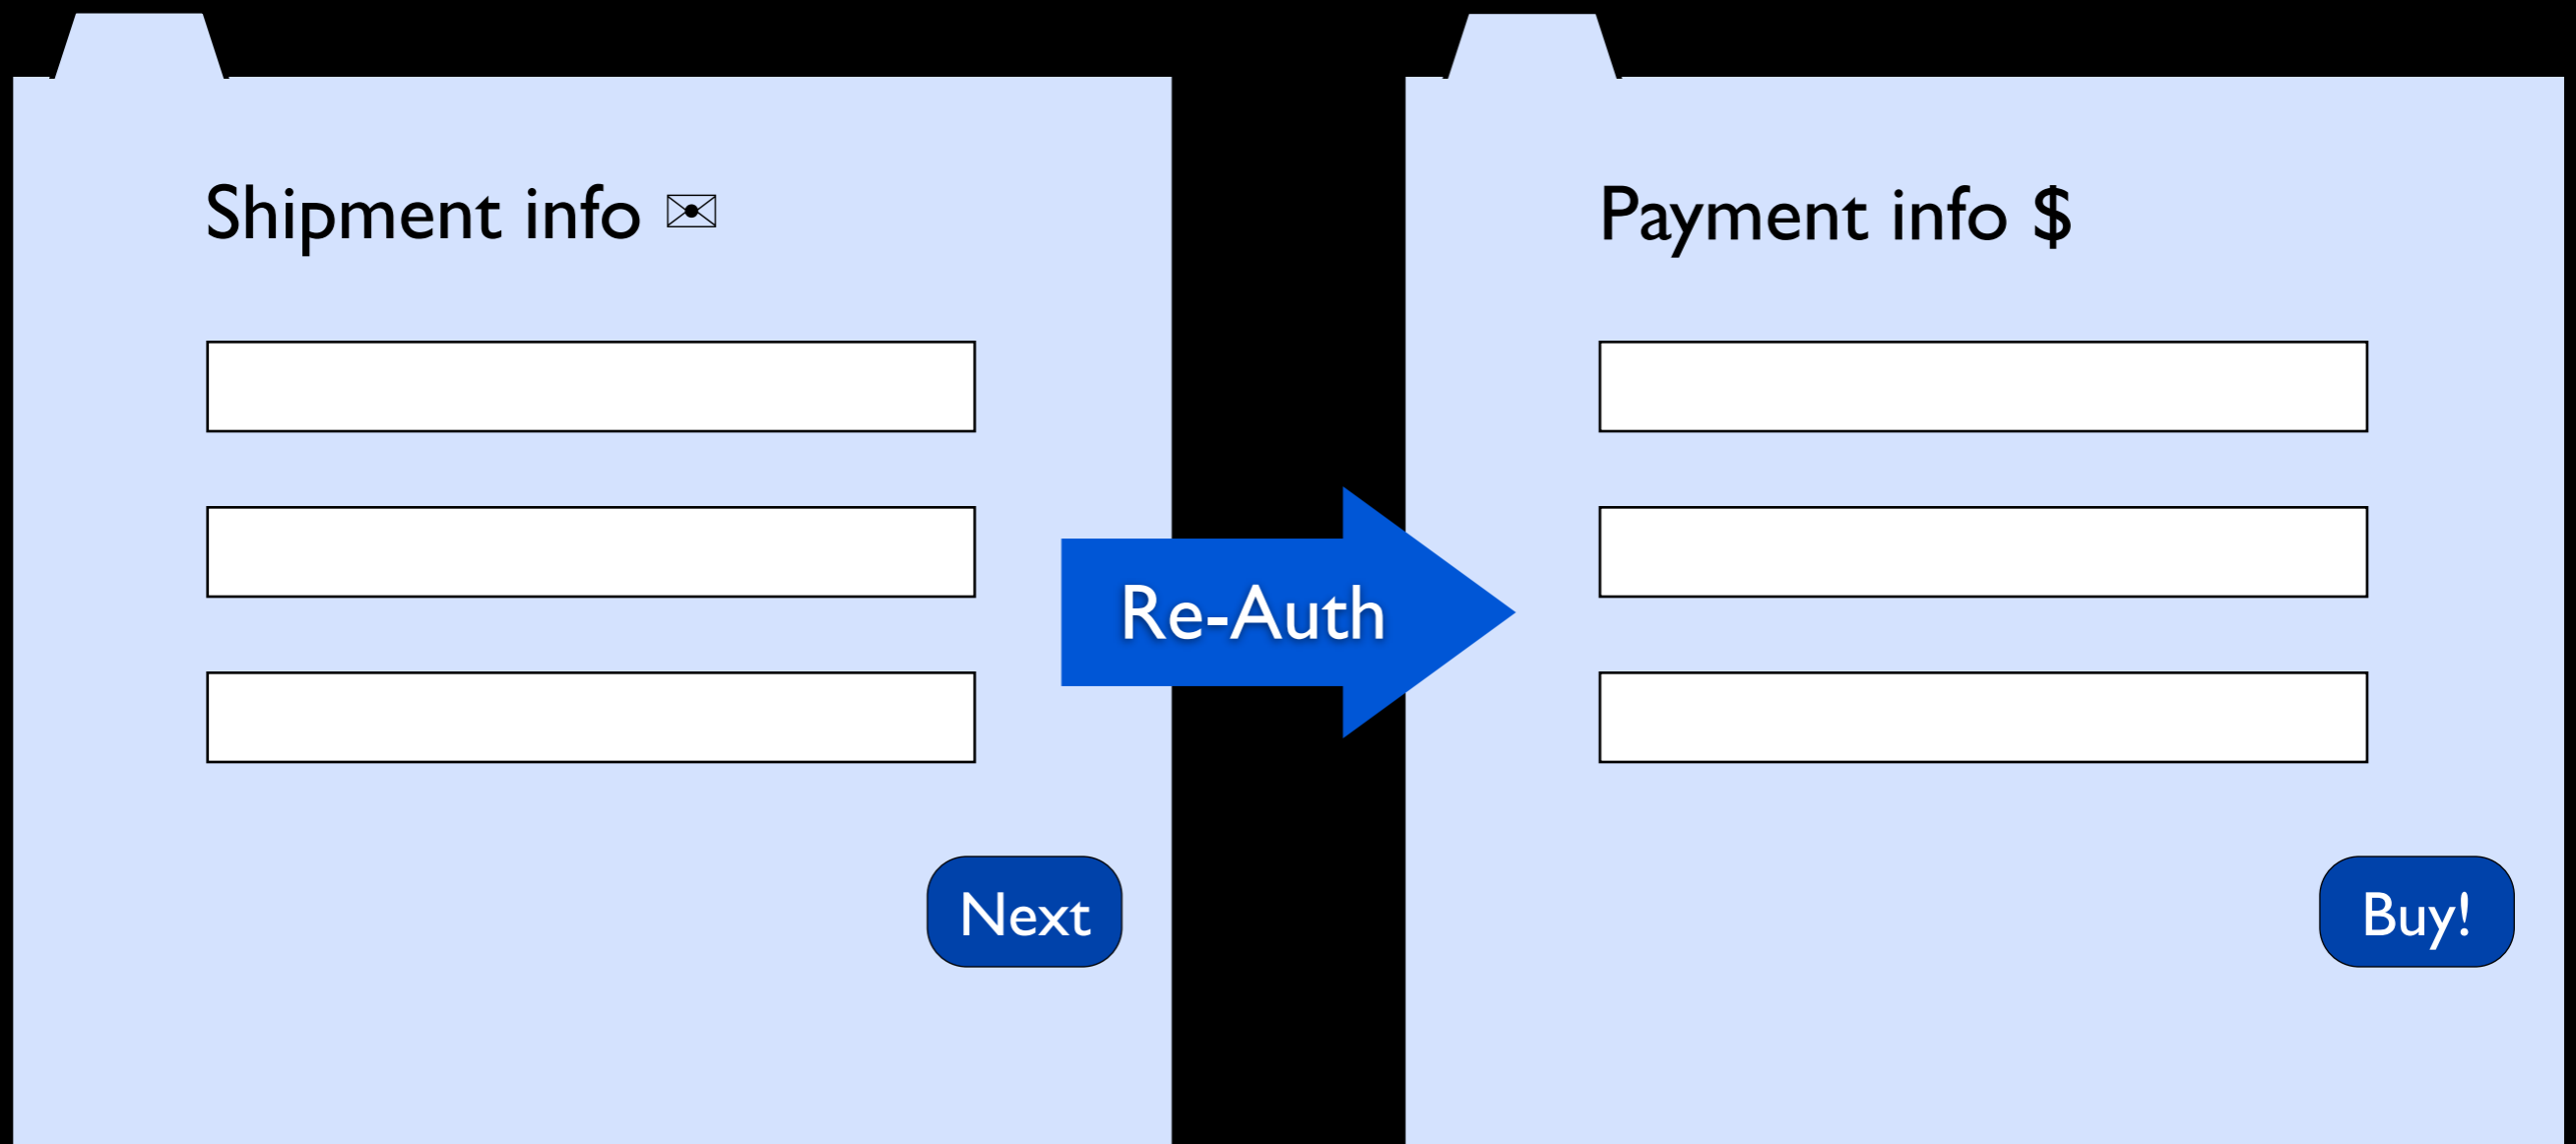 Shipment info ✉
Re-Auth
Next
Payment info $
Buy!